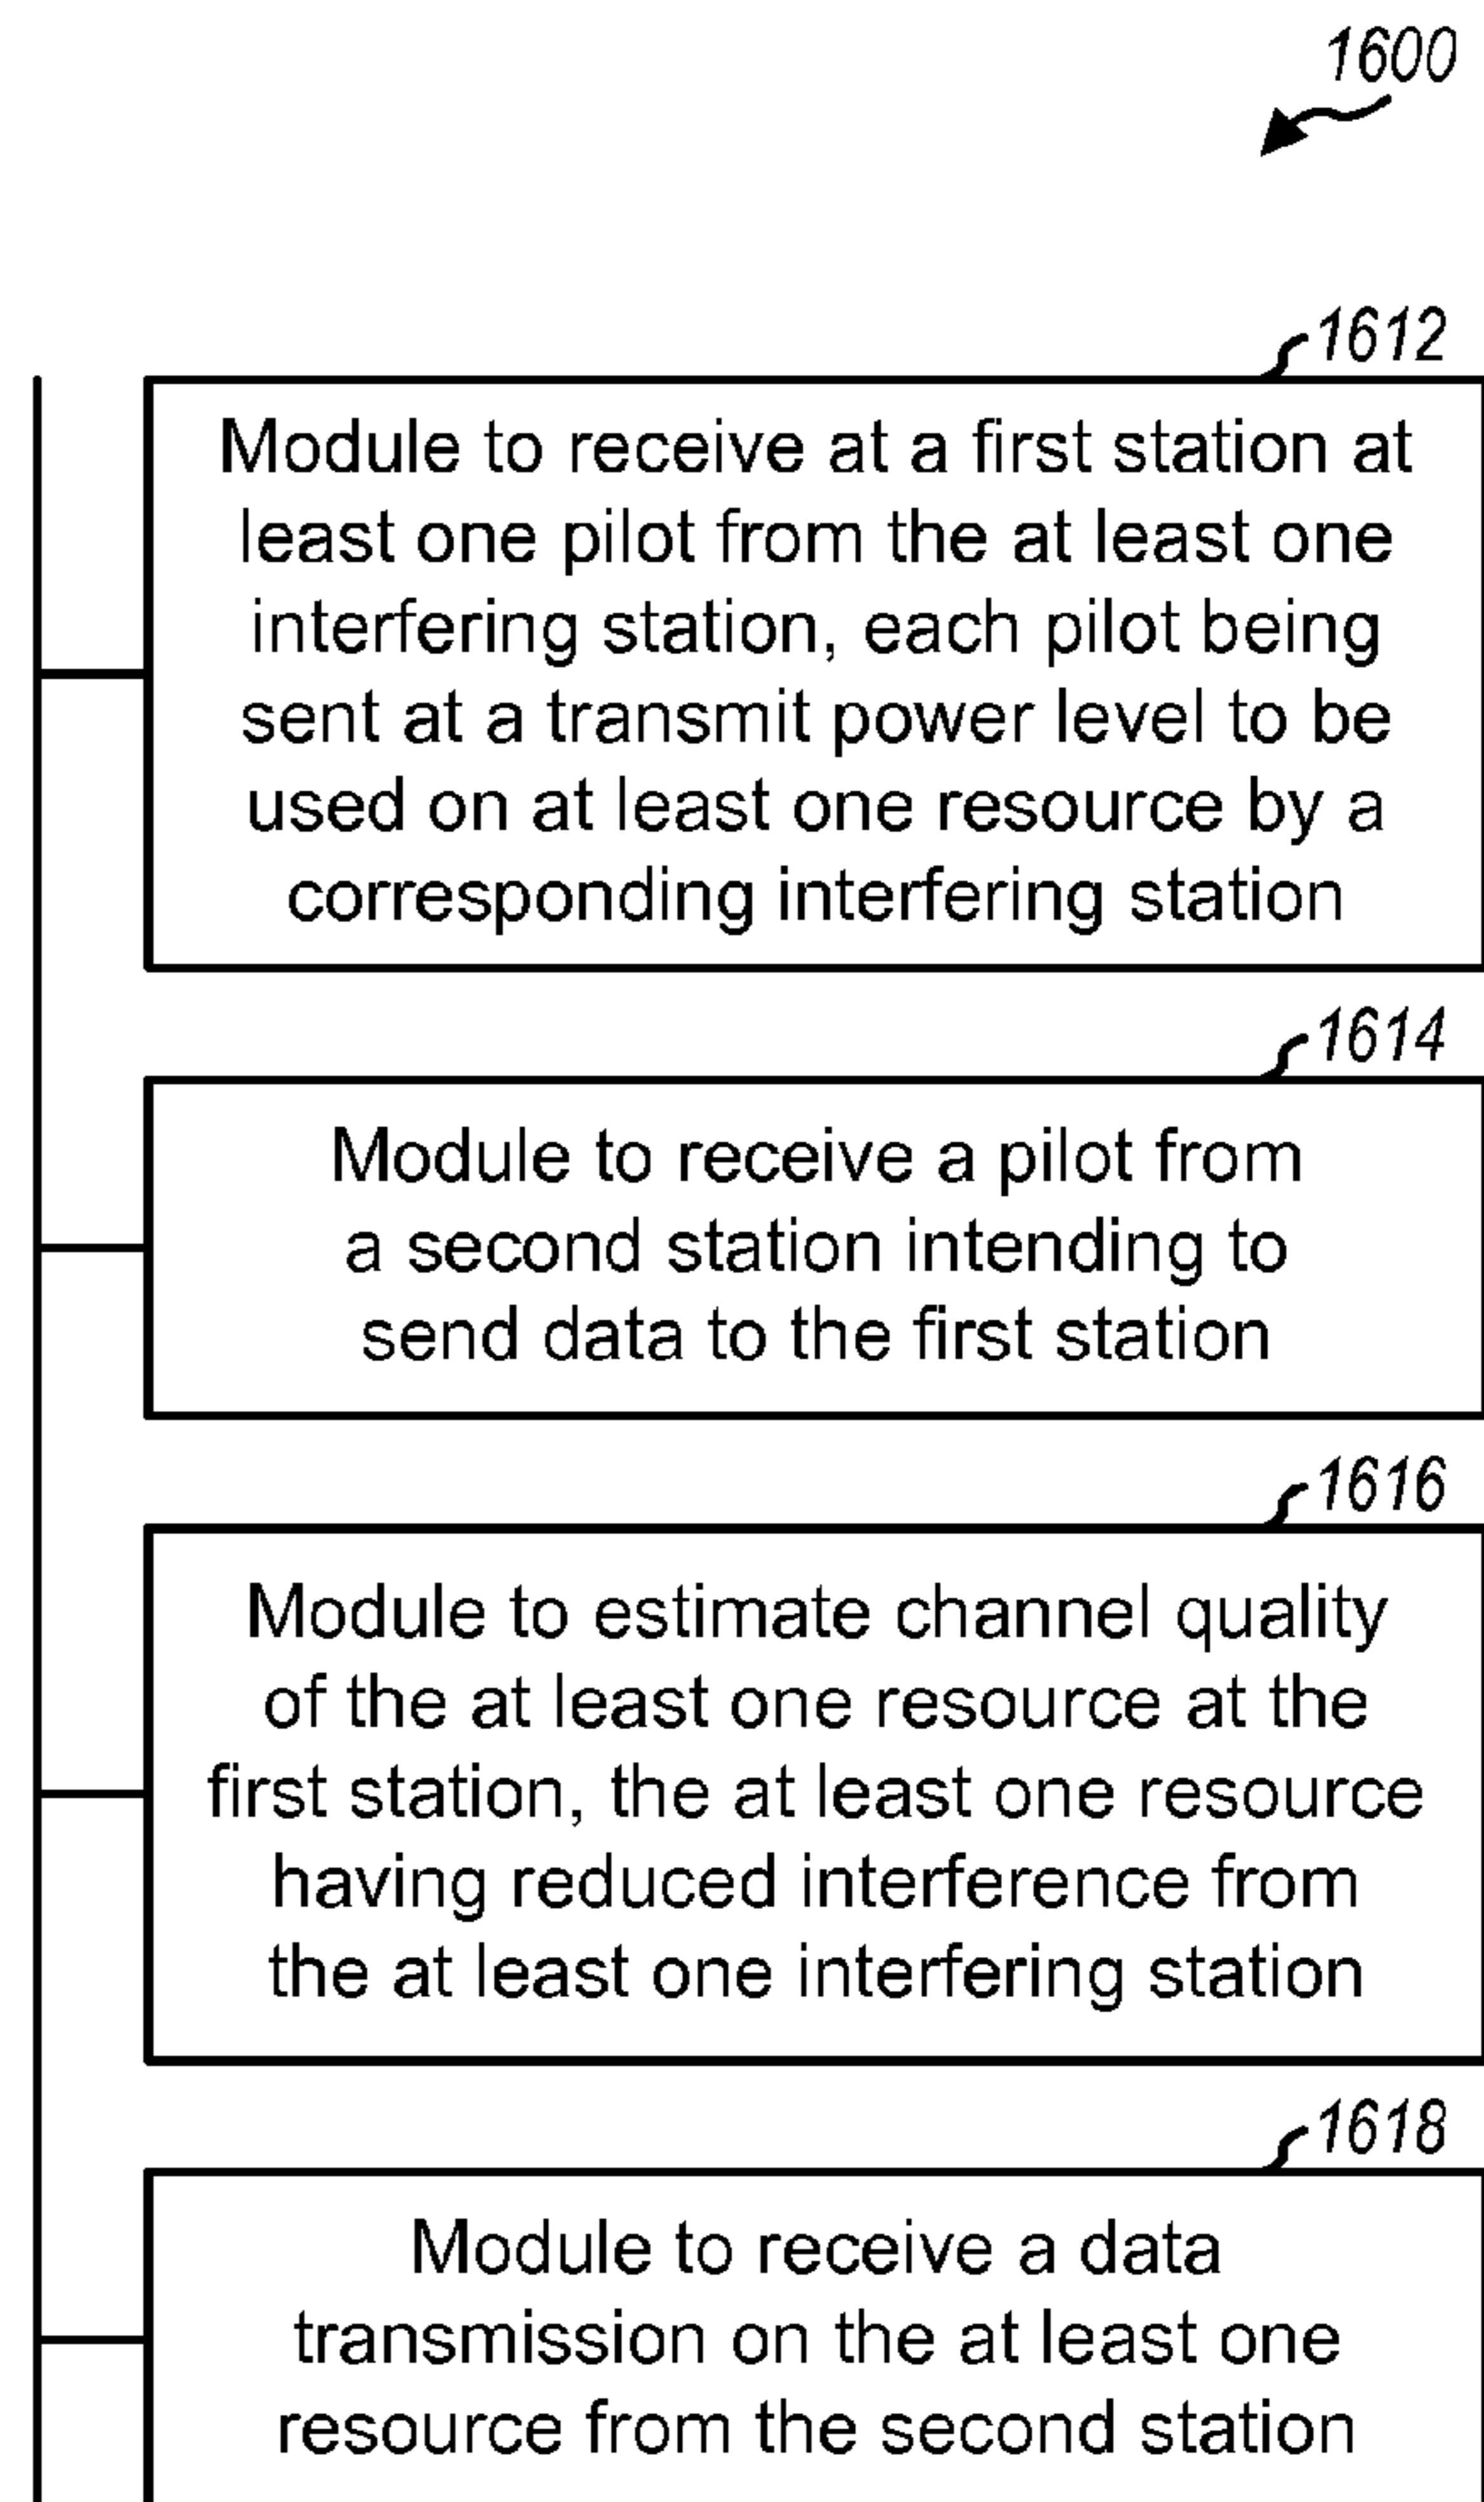 1600
1612
Module to receive at a first station at
least one pilot from the at least one
interfering station, each pilot being
sent at a transmit power level to be
used on at least one resource by a
corresponding interfering station
1614
Module to receive a pilot from
a second station intending to
send data to the first station
1616
Module to estimate channel quality
of the at least one resource at the
first station, the at least one resource
having reduced interference from
the at least one interfering station
1618
Module to receive a data
transmission on the at least one
resource from the second station